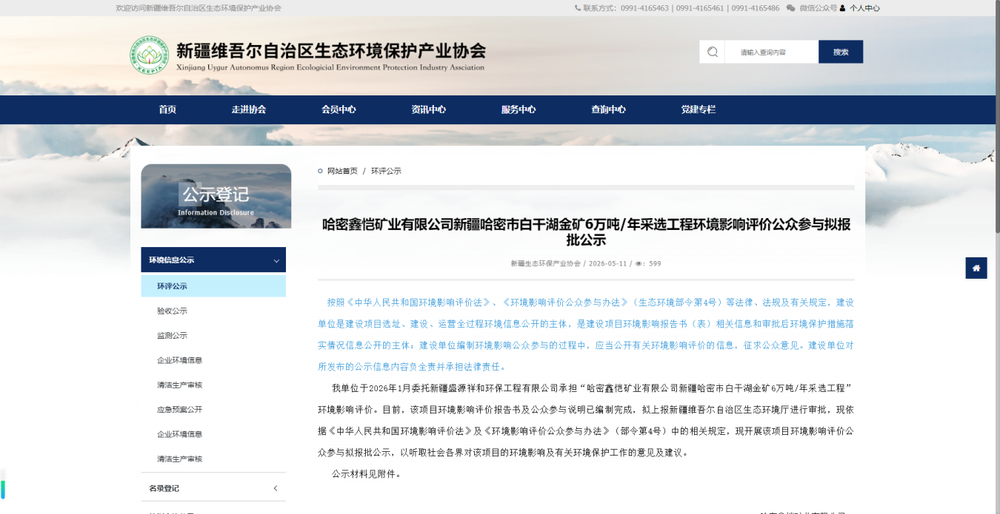 欢迎访问新疆维吾尔自治区生态环境保护产业协会
联系方式：0991-4165463 | 0991-4165461 | 0991-4165486 微信公众号 个人中心
新疆维吾尔自治区生态环境保护产业协会
Xinjiang Uygur Autonomus Region Ecologicial Environment Protection Industry Assciation
请输入查询内容
搜索
首页 走进协会 会员中心 资讯中心 服务中心 查询中心 党建专栏
公示登记
Information Disclosure
环境信息公示
环评公示
验收公示
监测公示
企业环境信息
清洁生产审核
应急预案公开
企业环境信息
清洁生产审核
名录登记
网站首页 / 环评公示
哈密鑫恺矿业有限公司新疆哈密市白干湖金矿6万吨/年采选工程环境影响评价公众参与拟报
批公示
新疆生态环保产业协会 / 2026-05-11 / ：599
按照《中华人民共和国环境影响评价法》、《环境影响评价公众参与办法》（生态环境部令第4号）等法律、法规及有关规定，建设
单位是建设项目选址、建设、运营全过程环境信息公开的主体，是建设项目环境影响报告书（表）相关信息和审批后环境保护措施落
实情况信息公开的主体；建设单位编制环境影响公众参与的过程中，应当公开有关环境影响评价的信息，征求公众意见。建设单位对
所发布的公示信息内容负全责并承担法律责任。
我单位于2026年1月委托新疆盛源祥和环保工程有限公司承担“哈密鑫恺矿业有限公司新疆哈密市白干湖金矿6万吨/年采选工程”
环境影响评价。目前，该项目环境影响评价报告书及公众参与说明已编制完成，拟上报新疆维吾尔自治区生态环境厅进行审批，现依
据《中华人民共和国环境影响评价法》及《环境影响评价公众参与办法》（部令第4号）中的相关规定，现开展该项目环境影响评价公
众参与拟报批公示，以听取社会各界对该项目的环境影响及有关环境保护工作的意见及建议。
公示材料见附件。